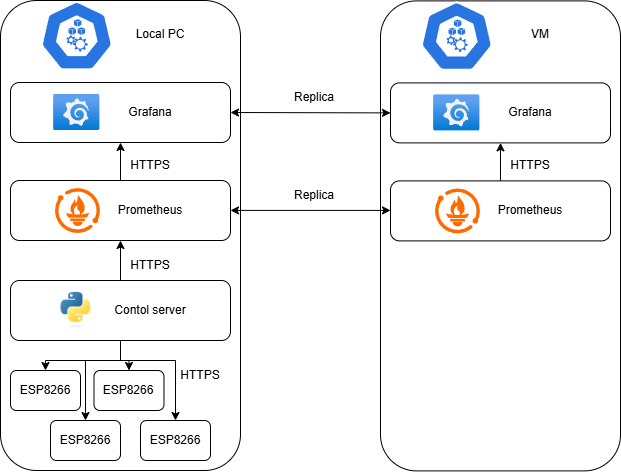 Local PC
VM
Grafana
Replica
Grafana
HTTPS
HTTPS
Prometheus
Replica
Prometheus
HTTPS
Contol server
HTTPS
ESP8266
ESP8266
ESP8266
ESP8266